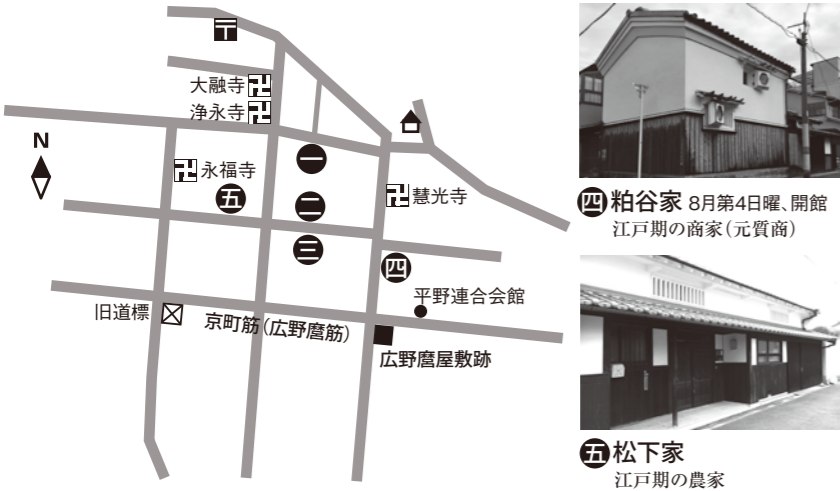 〒
大融寺
浄永寺
N
一
永福寺
五
二
慧光寺
三
四
平野連合会館
旧道標
京町筋(広野麿筋)
広野麿屋敷跡
四 粕谷家 8月第4日曜、開館
江戸期の商家(元質商)
五 松下家
江戸期の農家